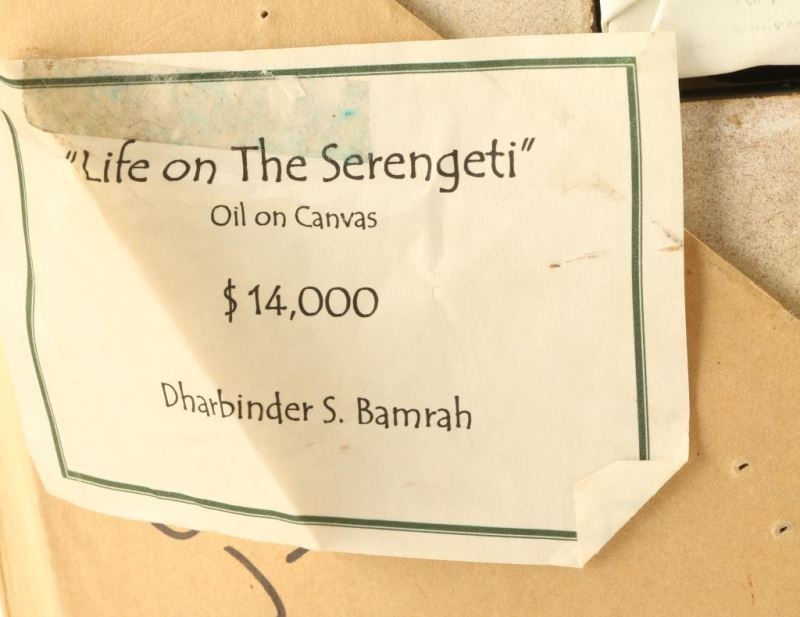 "Life on The Serengeti"
Oil on Canvas
$14,000
Dharbinder S. Bamrah